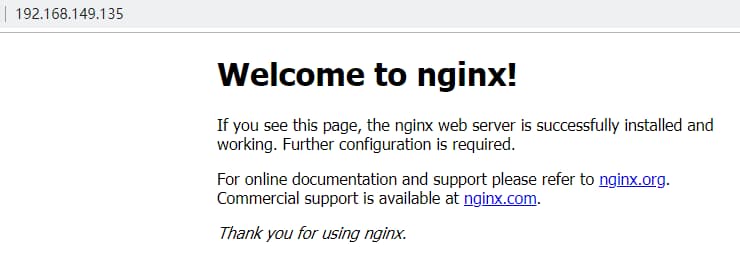 192.168.149.135
Welcome to nginx!
If you see this page, the nginx web server is successfully installed and
working. Further configuration is required.
For online documentation and support please refer to nginx.org.
Commercial support is available at nginx.com.
Thank you for using nginx.